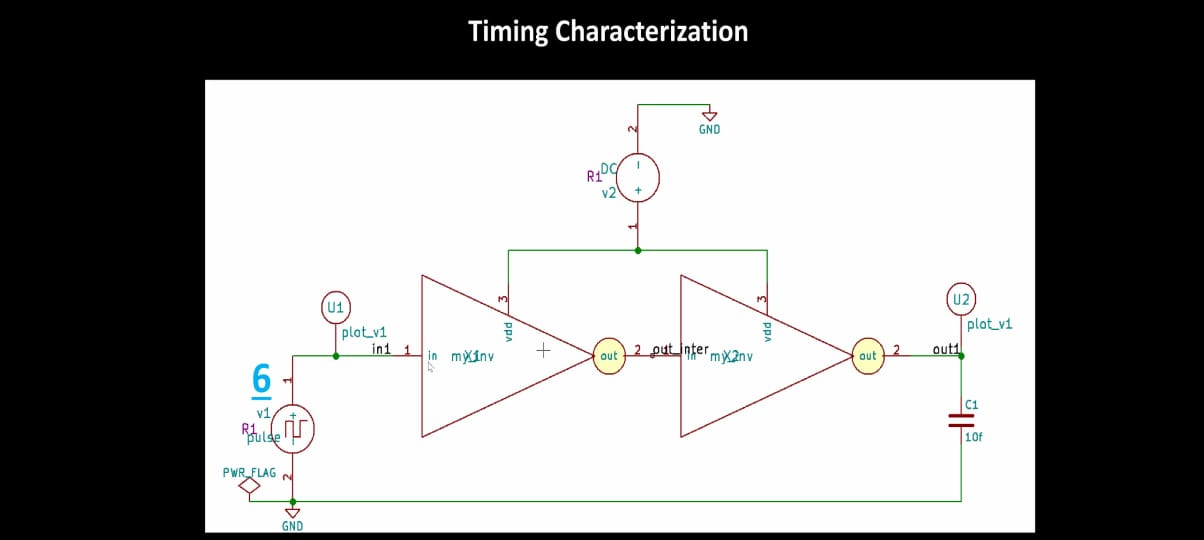 Timing Characterization
GND
2
DC
R1
v2
1
3
vdd
3
vdd
U1
plot_v1
in1 1
in
out
2 out_inter
in
out
2
out1
U2
plot_v1
6
1
v1
R1
pulse
2
PWR_FLAG
GND
C1
10f